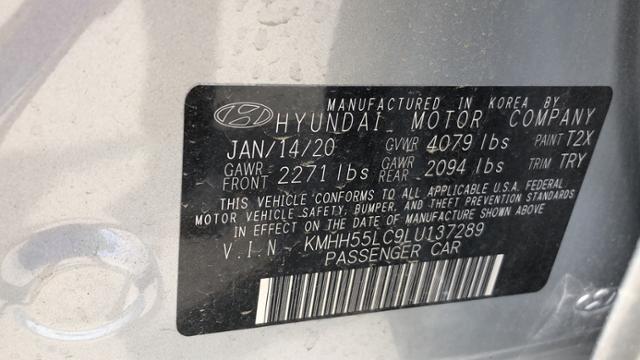 MANUFACTURED IN KOREA BY
HYUNDAI MOTOR COMPANY
JAN/14/20 GVWR 4079 lbs PAINT T2X
GAWR FRONT 2271 lbs GAWR REAR 2094 lbs TRIM TRY
THIS VEHICLE CONFORMS TO ALL APPLICABLE U.S.A. FEDERAL
MOTOR VEHICLE SAFETY, BUMPER, AND THEFT PREVENTION STANDARDS
IN EFFECT ON THE DATE OF MANUFACTURE SHOWN ABOVE.
V.I.N KMHH55LC9LU137289
PASSENGER CAR